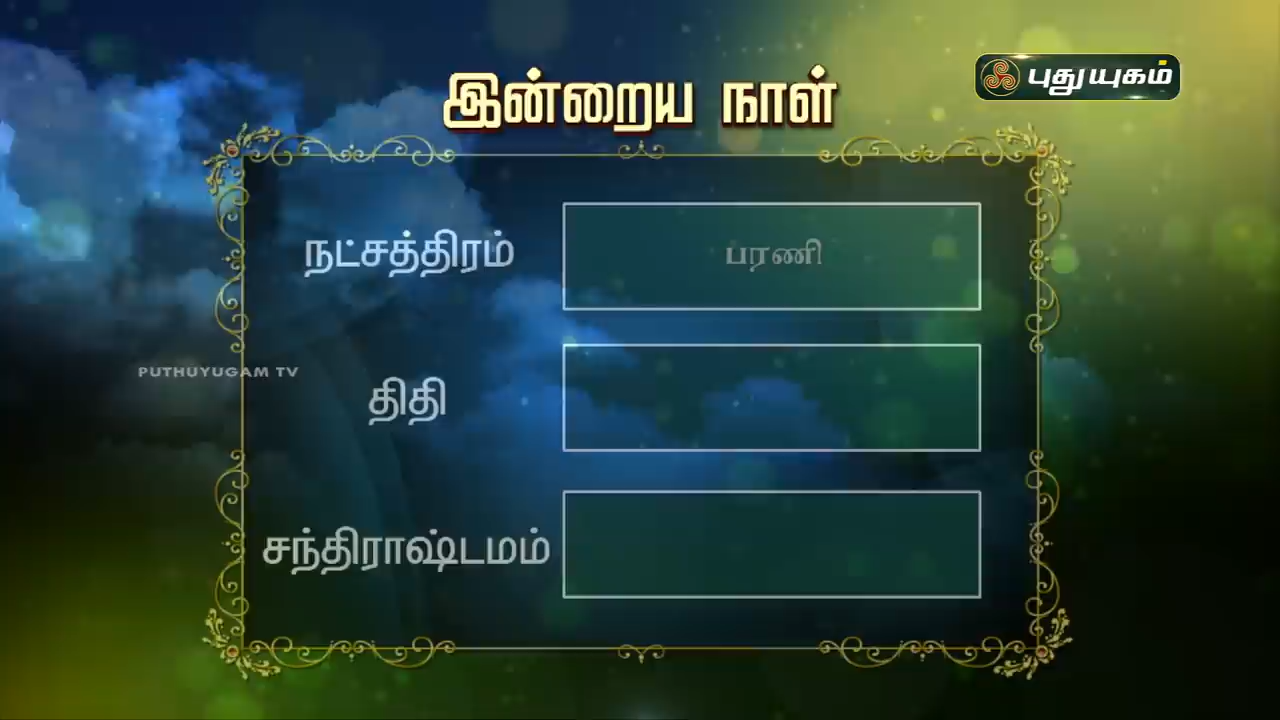 இன்றைய நாள்
புதுயுகம்
நட்சத்திரம்
பரணி
PUTHUYUGAM TV
திதி
சந்திராஷ்டமம்